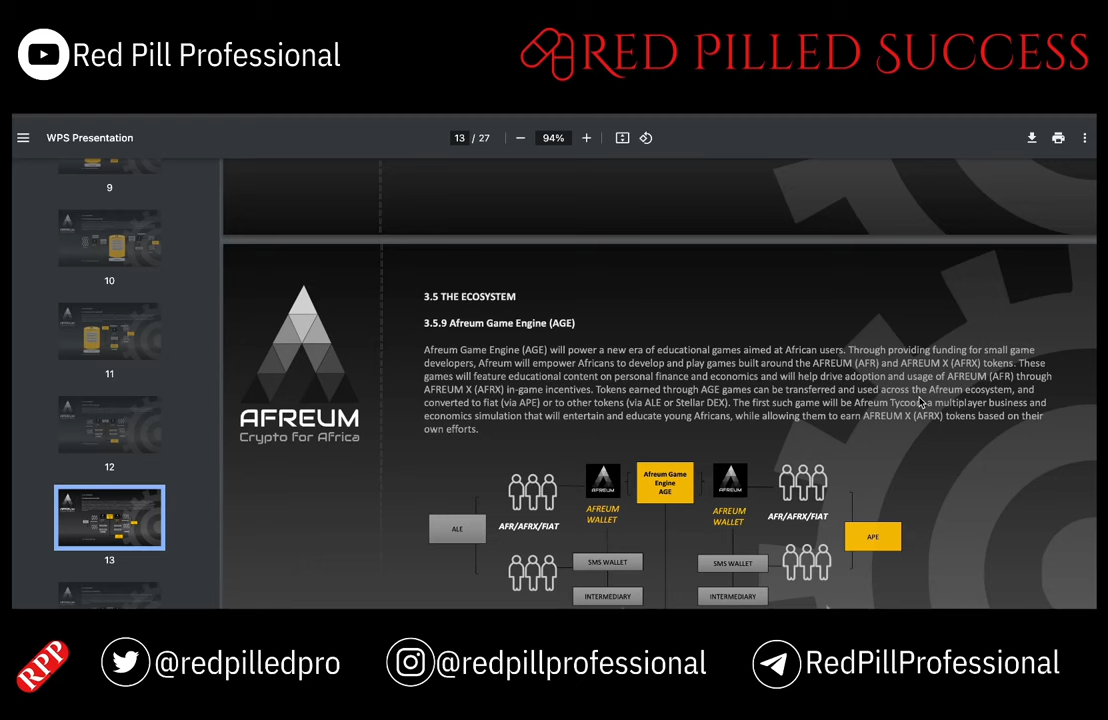 Red Pill Professional
RED PILLED SUCCESS
WPS Presentation
13 / 27
94%
9
10
11
12
13
AFREUM
Crypto for Africa
3.5 THE ECOSYSTEM
3.5.9 Afreum Game Engine (AGE)
Afreum Game Engine (AGE) will power a new era of educational games aimed at African users. Through providing funding for small game
developers, Afreum will empower Africans to develop and play games built around the AFREUM (AFR) and AFREUM X (AFRX) tokens. These
games will feature educational content on personal finance and economics and will help drive adoption and usage of AFREUM (AFR) through
AFREUM X (AFRX) in-game incentives. Tokens earned through AGE games can be transferred and used across the Afreum ecosystem, and
converted to fiat (via APE) or to other tokens (via ALE or Stellar DEX). The first such game will be Afreum Tycoon a multiplayer business and
economics simulation that will entertain and educate young Africans, while allowing them to earn AFREUM X (AFRX) tokens based on their
own efforts.
Afreum Game
Engine
AGE
AFREUM
WALLET
AFREUM
WALLET
AFR/AFRX/FIAT
AFR/AFRX/FIAT
ALE
APE
SMS WALLET
SMS WALLET
INTERMEDIARY
INTERMEDIARY
RPP
@redpilledpro
@redpillprofessional
RedPillProfessional